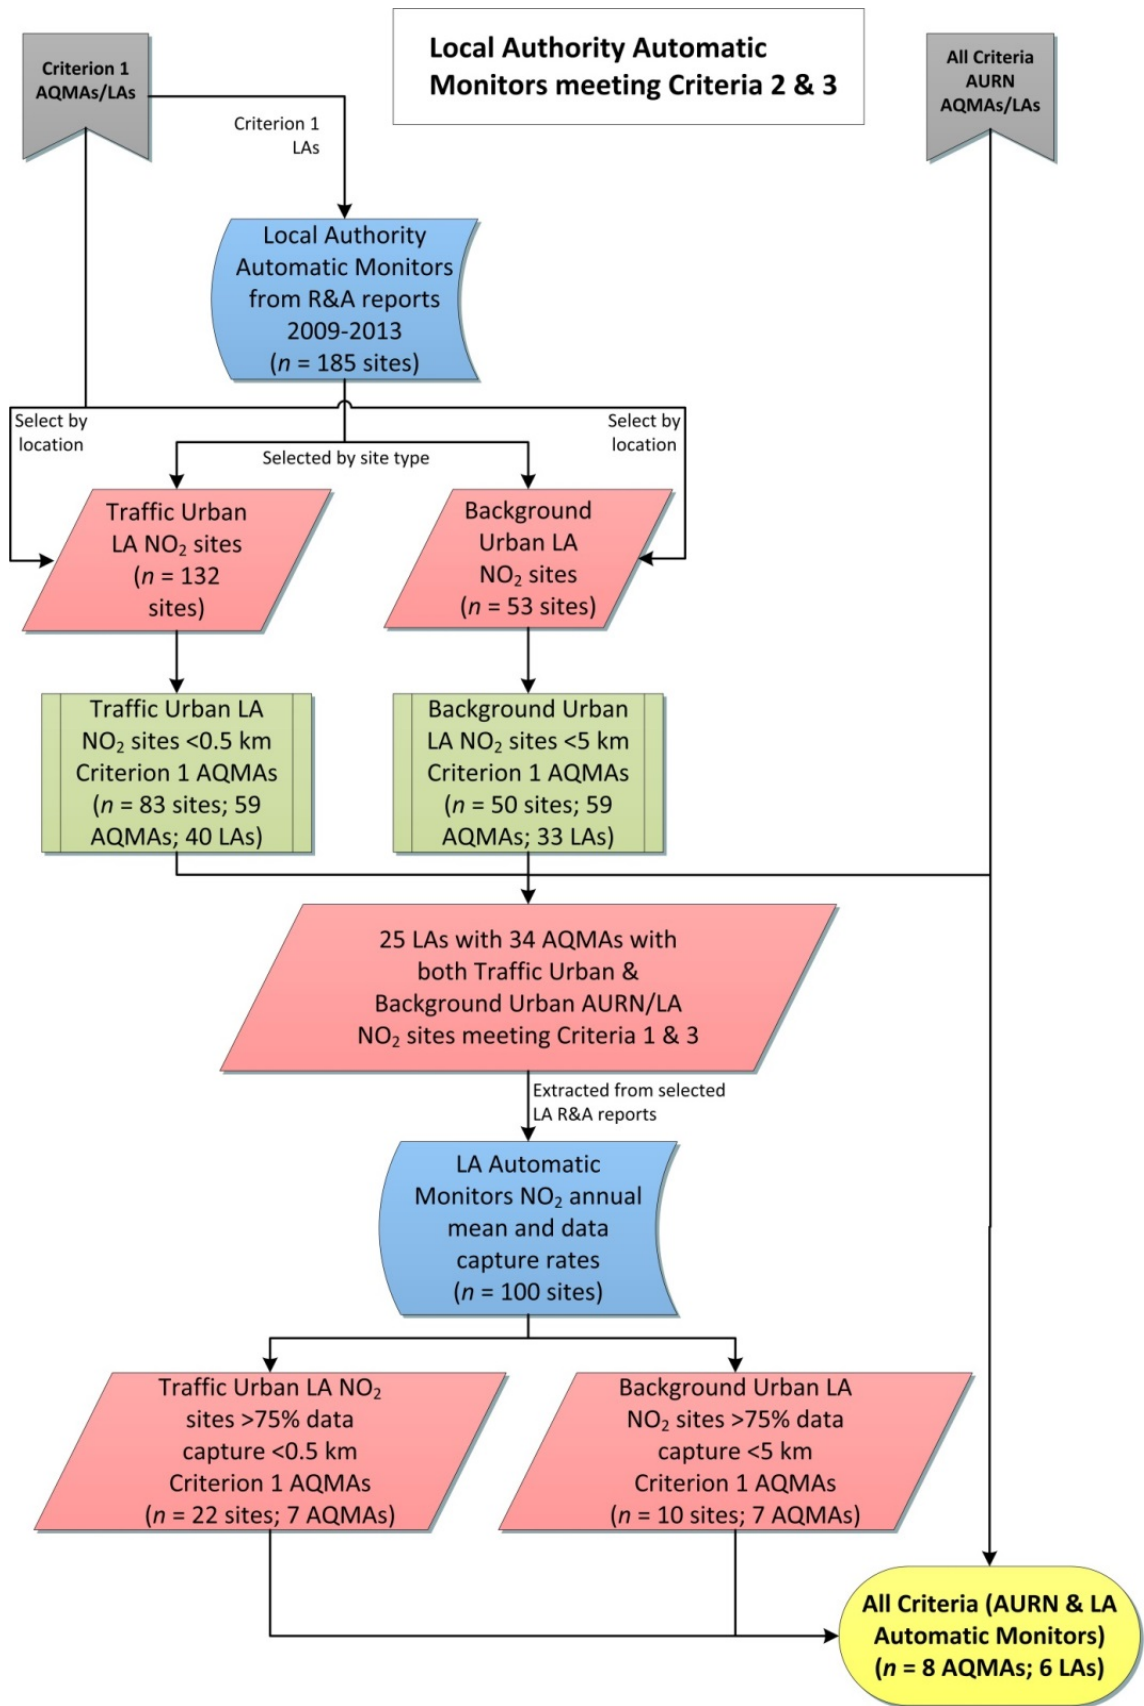 Local Authority Automatic
Monitors meeting Criteria 2 & 3
Criterion 1
AQMAs/LAs
All Criteria
AURN
AQMAs/LAs
Criterion 1
LAs
Local Authority
Automatic Monitors
from R&A reports
2009-2013
(n = 185 sites)
Select by
location
Select by
location
Selected by site type
Traffic Urban
LA NO₂ sites
(n = 132
sites)
Background
Urban LA
NO₂ sites
(n = 53 sites)
Traffic Urban LA
NO₂ sites <0.5 km
Criterion 1 AQMAs
(n = 83 sites; 59
AQMAs; 40 LAs)
Background Urban
LA NO₂ sites <5 km
Criterion 1 AQMAs
(n = 50 sites; 59
AQMAs; 33 LAs)
25 LAs with 34 AQMAs with
both Traffic Urban &
Background Urban AURN/LA
NO₂ sites meeting Criteria 1 & 3
Extracted from selected
LA R&A reports
LA Automatic
Monitors NO₂ annual
mean and data
capture rates
(n = 100 sites)
Traffic Urban LA NO₂
sites >75% data
capture <0.5 km
Criterion 1 AQMAs
(n = 22 sites; 7 AQMAs)
Background Urban LA
NO₂ sites >75% data
capture <5 km
Criterion 1 AQMAs
(n = 10 sites; 7 AQMAs)
All Criteria (AURN & LA
Automatic Monitors)
(n = 8 AQMAs; 6 LAs)